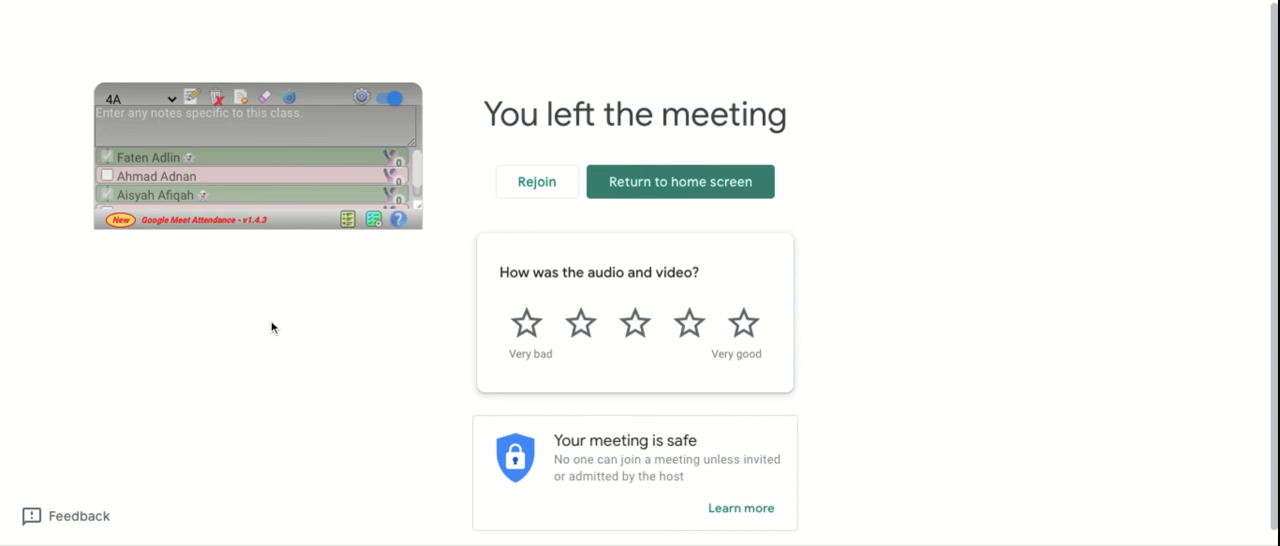 4A
Enter any notes specific to this class.
Faten Adlin
0
Ahmad Adnan
0
Aisyah Afiqah
0
New Google Meet Attendance - v1.4.3
?
You left the meeting
Rejoin
Return to home screen
How was the audio and video?
Very bad
Very good
Your meeting is safe
No one can join a meeting unless invited
or admitted by the host
Learn more
Feedback